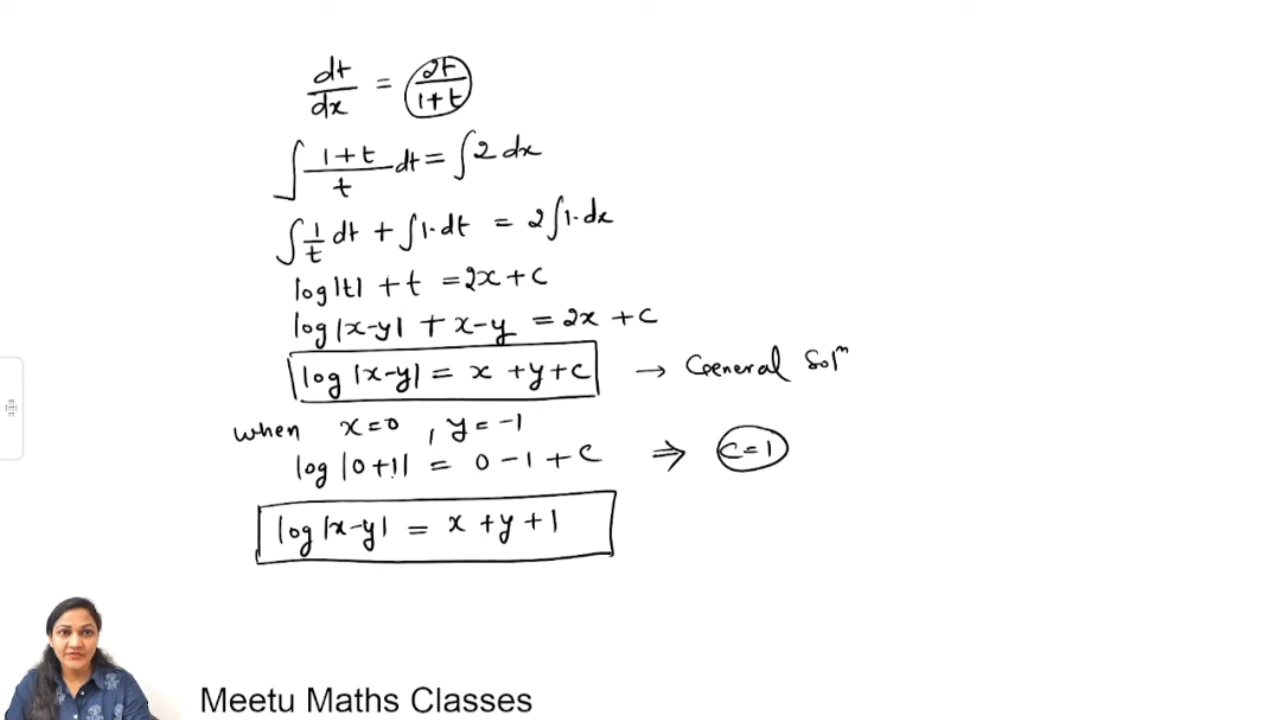 dt/dx = 2t/1+t
∫ 1+t/t dt = ∫2 dx
∫ 1/t dt + ∫1·dt = 2∫1·dx
log|t| + t = 2x + c
log|x-y| + x-y = 2x + c
log|x-y| = x + y + c → General Solⁿ
when x=0, y=-1
log|0+1| = 0-1+c ⇒ c=1
log|x-y| = x+y+1
Meetu Maths Classes